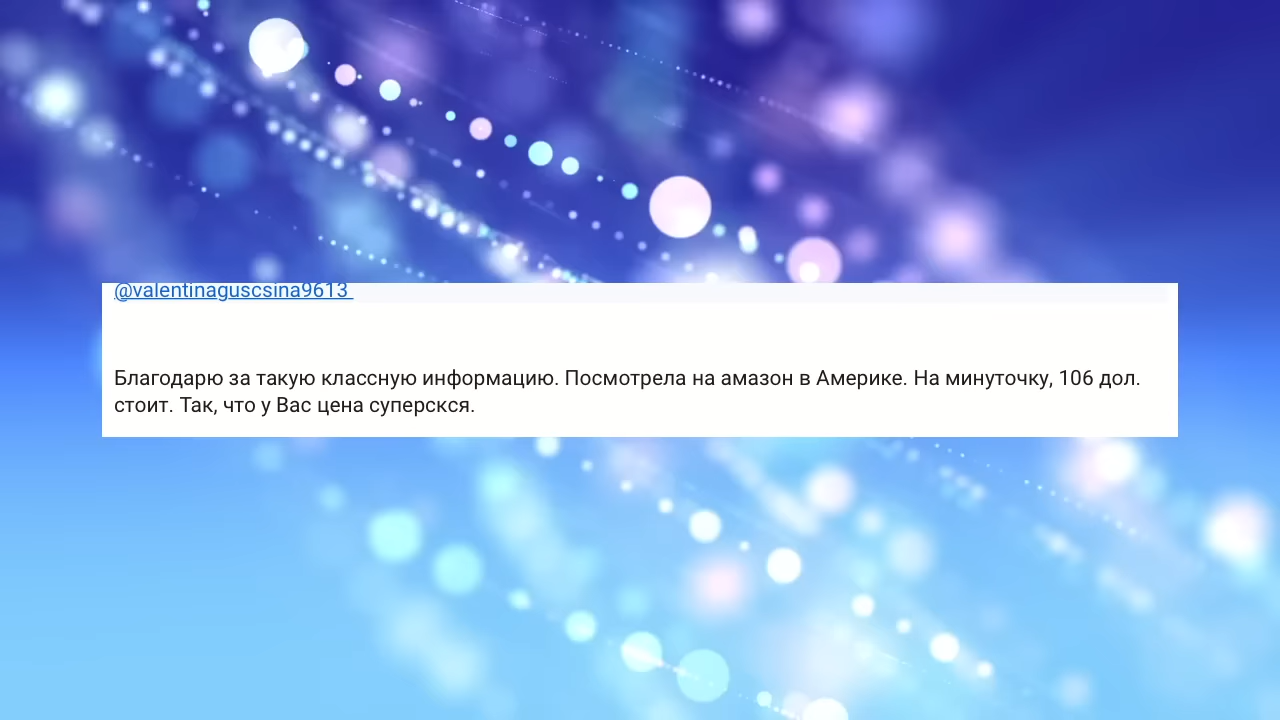 @valentinaguscsina9613
Благодарю за такую классную информацию. Посмотрела на амазон в Америке. На минуточку, 106 дол.
стоит. Так, что у Вас цена суперскся.